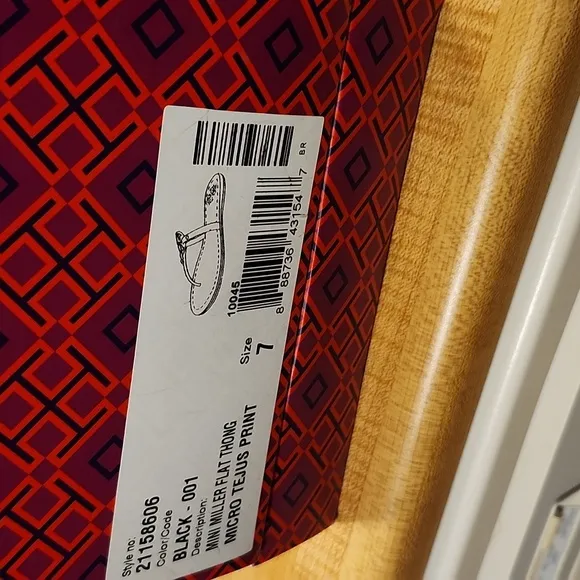 Style no:
21158606
Color/Code
BLACK - 001
Description:
MINI MILLER FLAT THONG
MICRO TEJUS PRINT
Size
7
10045
8 88736 43154 7
BR